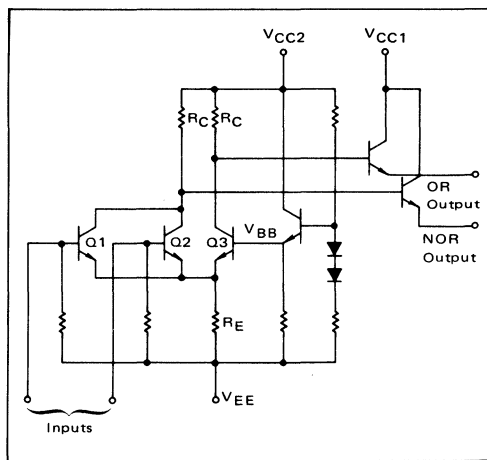 VCC2
VCC1
RC
RC
OR
Output
VBB
Q1
Q2
Q3
NOR
Output
RE
VEE
Inputs